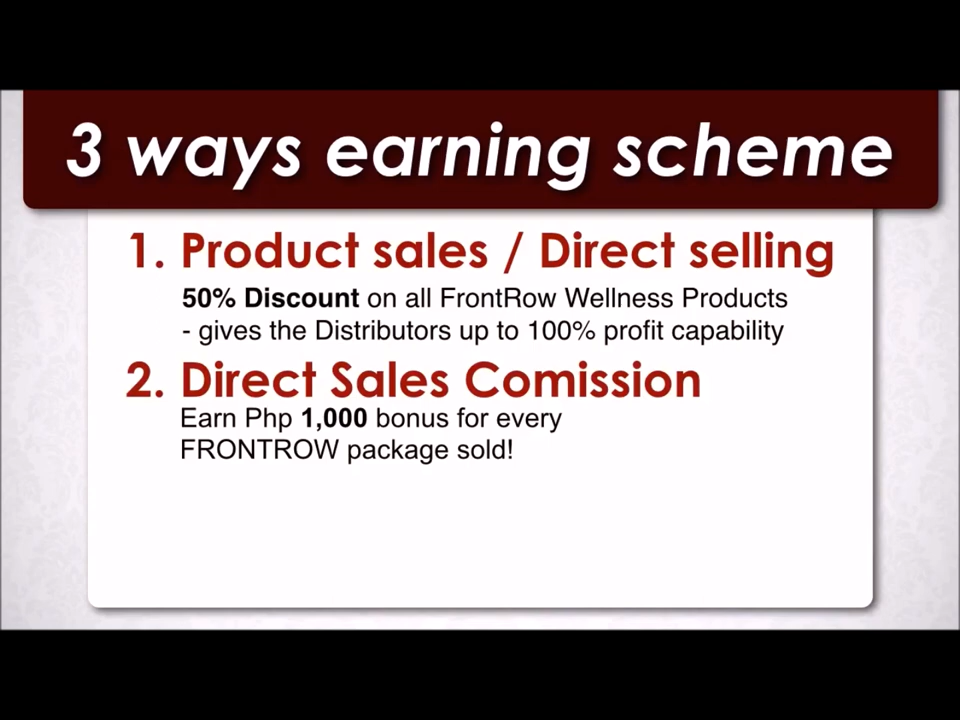 3 ways earning scheme
1. Product sales / Direct selling
50% Discount on all FrontRow Wellness Products
- gives the Distributors up to 100% profit capability
2. Direct Sales Comission
Earn Php 1,000 bonus for every
FRONTROW package sold!